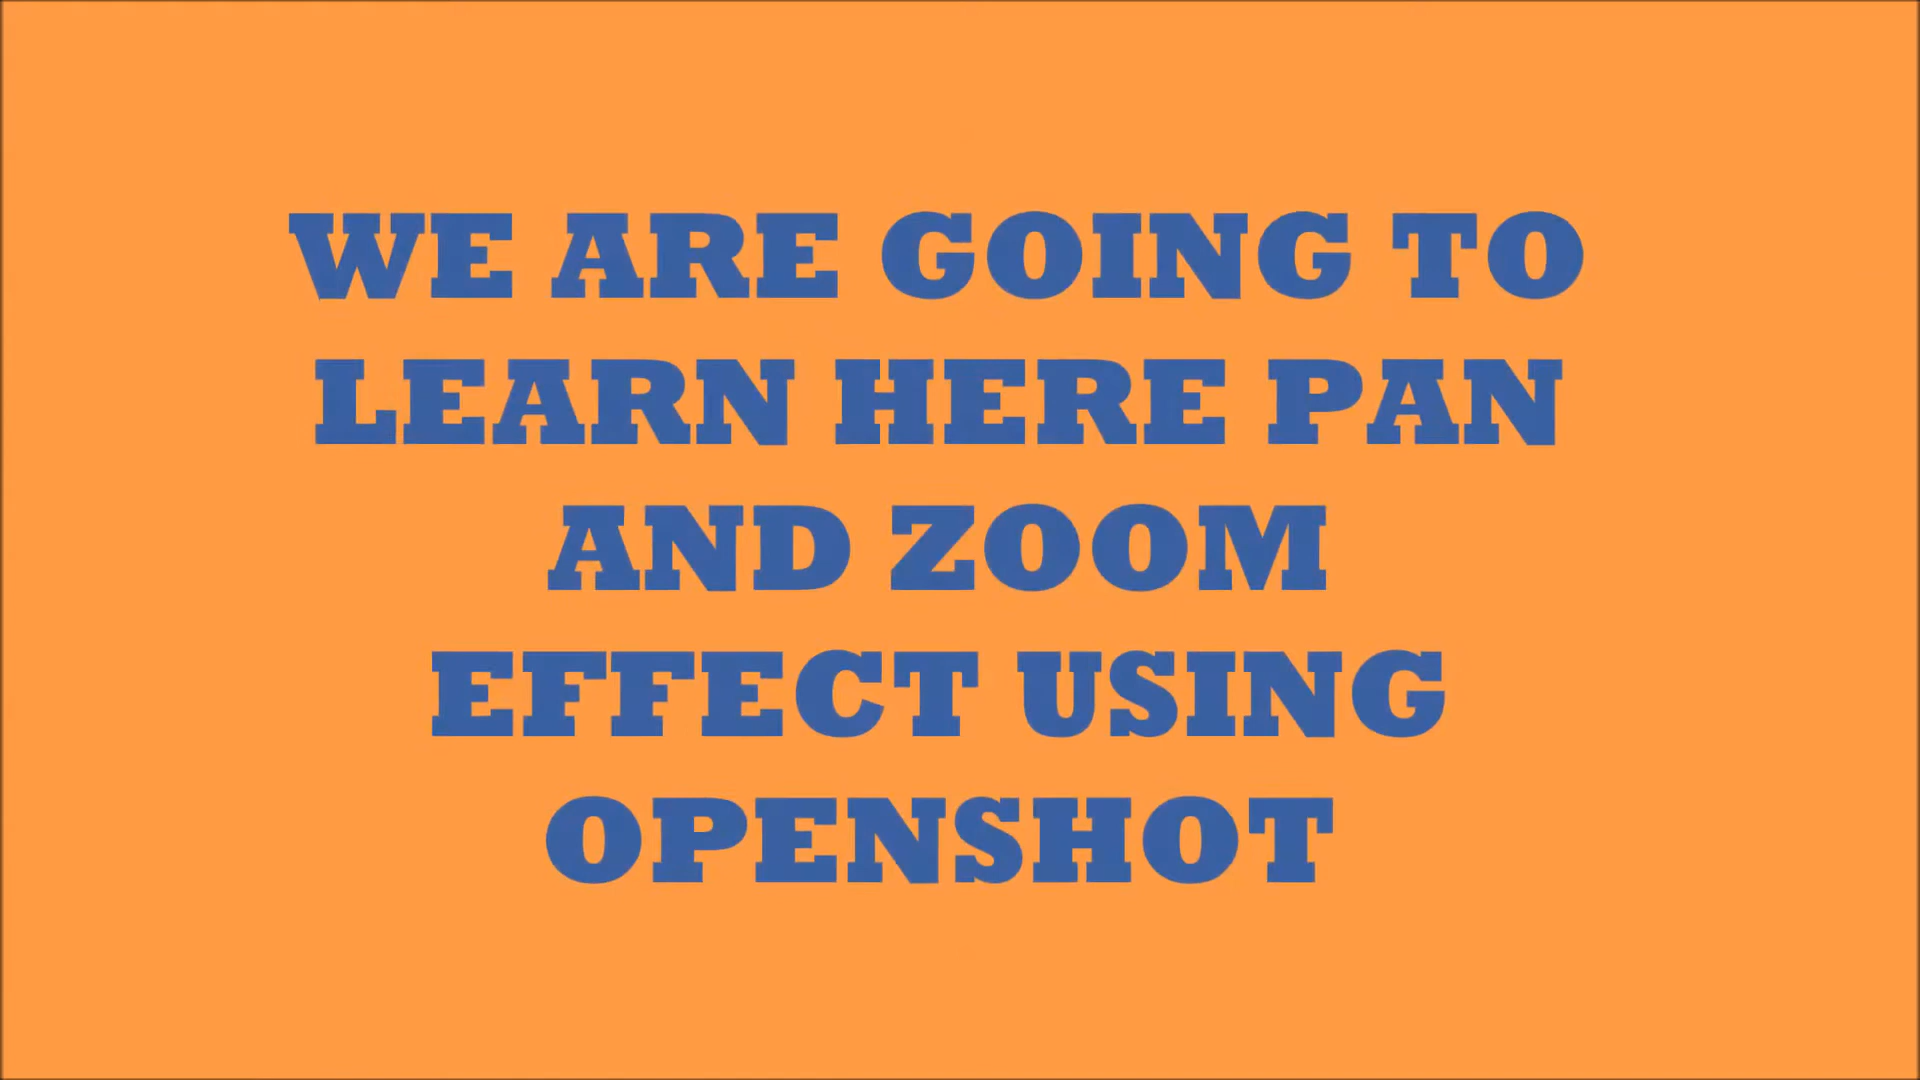 WE ARE GOING TO
LEARN HERE PAN
AND ZOOM
EFFECT USING
OPENSHOT